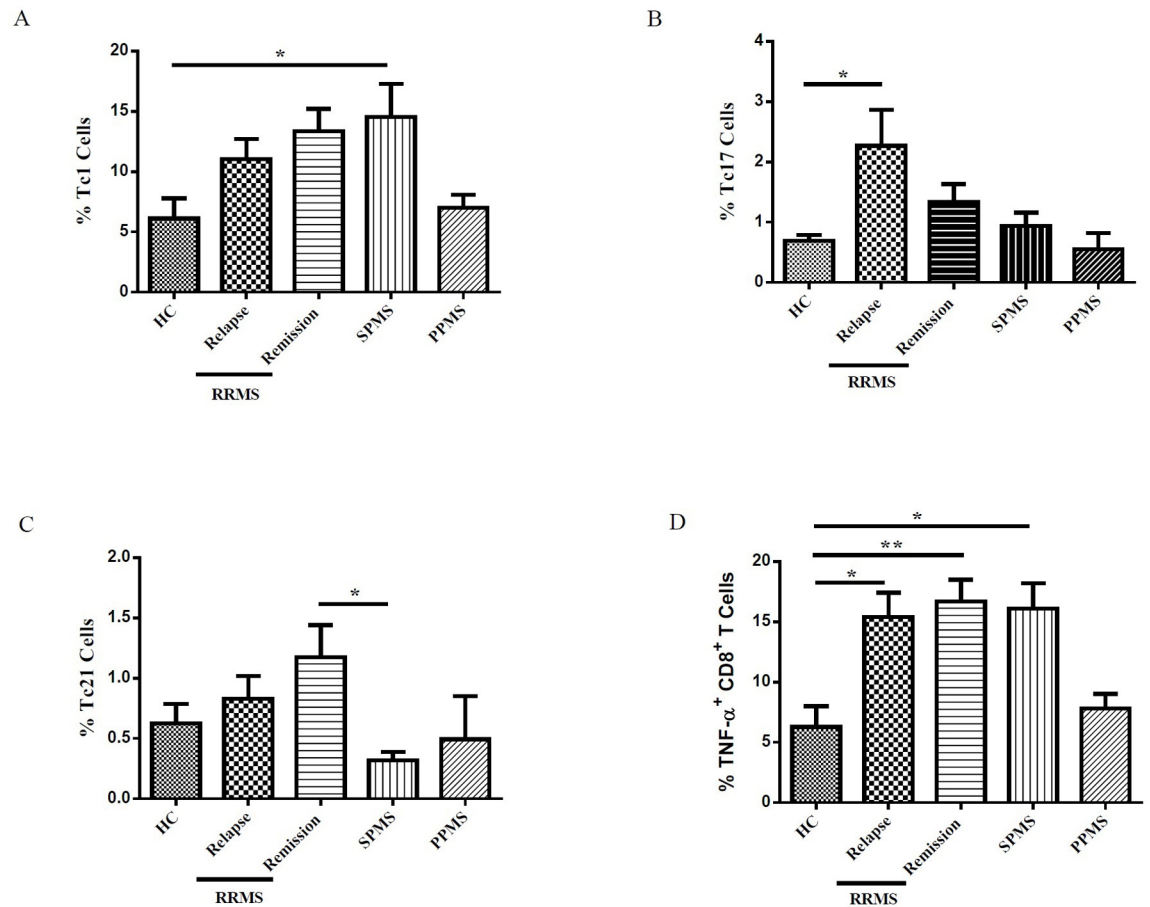 A
% Tc1 Cells
20
15
10
5
0
*
HC
Relapse
Remission
SPMS
PPMS
RRMS
B
% Tc17 Cells
4
3
2
1
0
*
HC
Relapse
Remission
SPMS
PPMS
RRMS
C
% Tc21 Cells
2.0
1.5
1.0
0.5
0.0
*
HC
Relapse
Remission
SPMS
PPMS
RRMS
D
% TNF-α⁺ CD8⁺ T Cells
20
15
10
5
0
*
**
*
HC
Relapse
Remission
SPMS
PPMS
RRMS